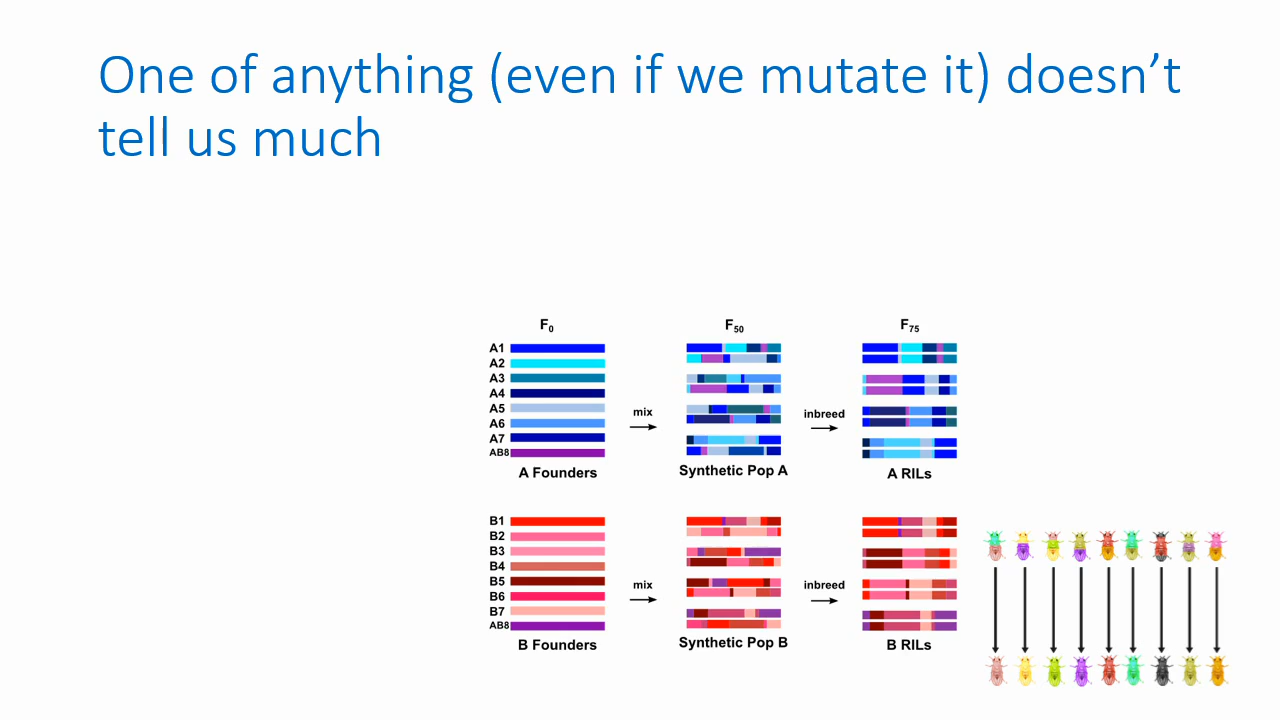 One of anything (even if we mutate it) doesn’t
tell us much
F0
F50
F75
A1
A2
A3
A4
A5
A6
A7
AB8
mix
inbreed
A Founders
Synthetic Pop A
A RILs
B1
B2
B3
B4
B5
B6
B7
AB8
mix
inbreed
B Founders
Synthetic Pop B
B RILs